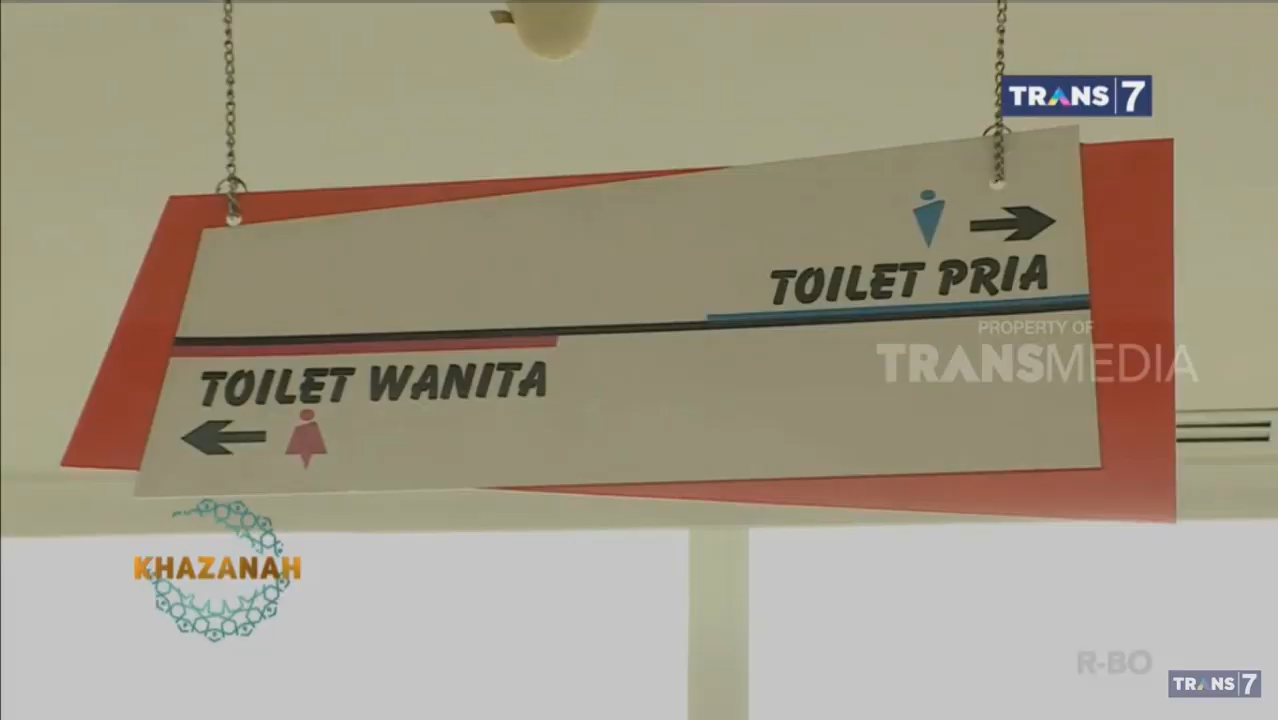 TRANS 7
TOILET PRIA
PROPERTY OF
TRANSMEDIA
TOILET WANITA
KHAZANAH
R-BO
TRANS 7